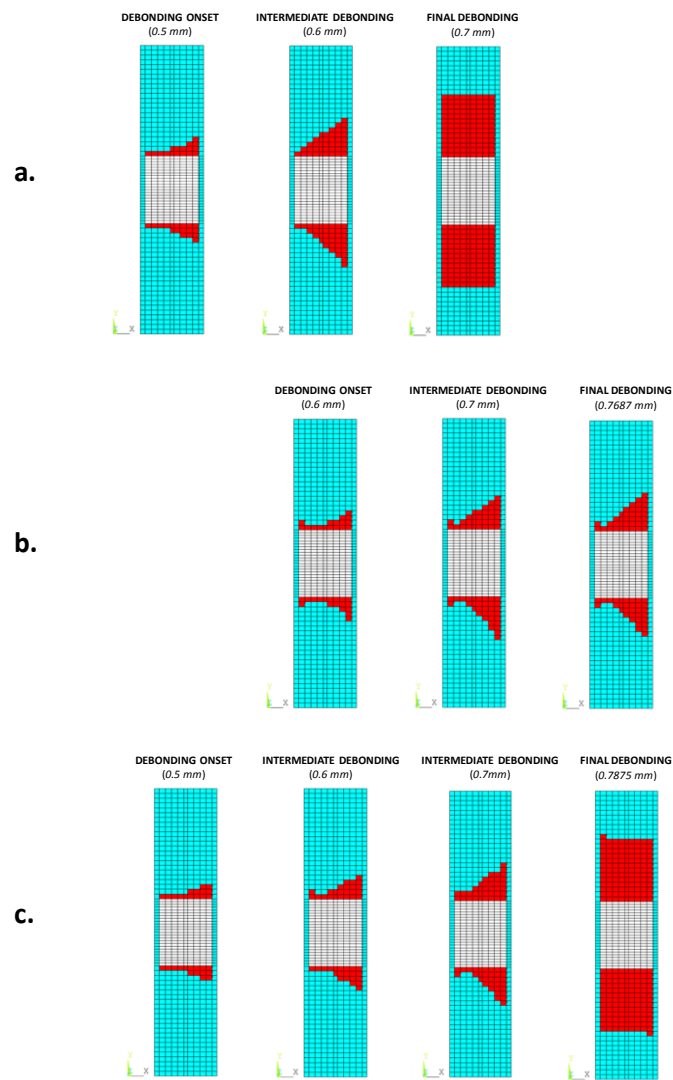 DEBONDING ONSET
(0.5 mm)
INTERMEDIATE DEBONDING
(0.6 mm)
FINAL DEBONDING
(0.7 mm)
a.
Y
Z X
Y
Z X
Y
Z X
DEBONDING ONSET
(0.6 mm)
INTERMEDIATE DEBONDING
(0.7 mm)
FINAL DEBONDING
(0.7687 mm)
b.
Y
Z X
Y
Z X
Y
Z X
DEBONDING ONSET
(0.5 mm)
INTERMEDIATE DEBONDING
(0.6 mm)
INTERMEDIATE DEBONDING
(0.7mm)
FINAL DEBONDING
(0.7875 mm)
c.
Y
Z X
Y
Z X
Y
Z X
Y
Z X